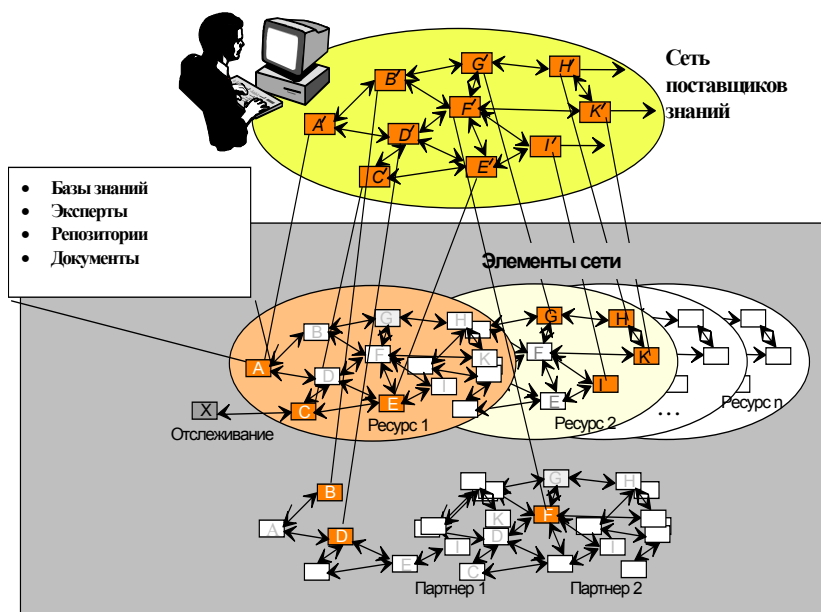 G'
H'
B'
Сеть
поставщиков
знаний
F'
K'
A'
D'
I'
E'
C'
• Базы знаний
• Эксперты
• Репозитории
• Документы
Элементы сети
G
H
B
G
H
F
K
F
K
A
D
I
I
E
E
X
C
...
Отслеживание
Ресурс 1
Ресурс 2
Ресурс n
G
H
B
K
F
A
D
D
I
I
E
C
Партнер 1
Партнер 2